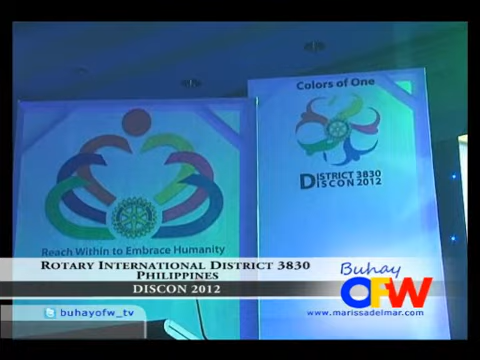 Colors of One
DISTRICT 3830
DISCON 2012
Reach Within to Embrace Humanity
ROTARY INTERNATIONAL DISTRICT 3830
PHILIPPINES
DISCON 2012
Buhay
OFW
buhayofw_tv
www.marissadelmar.com